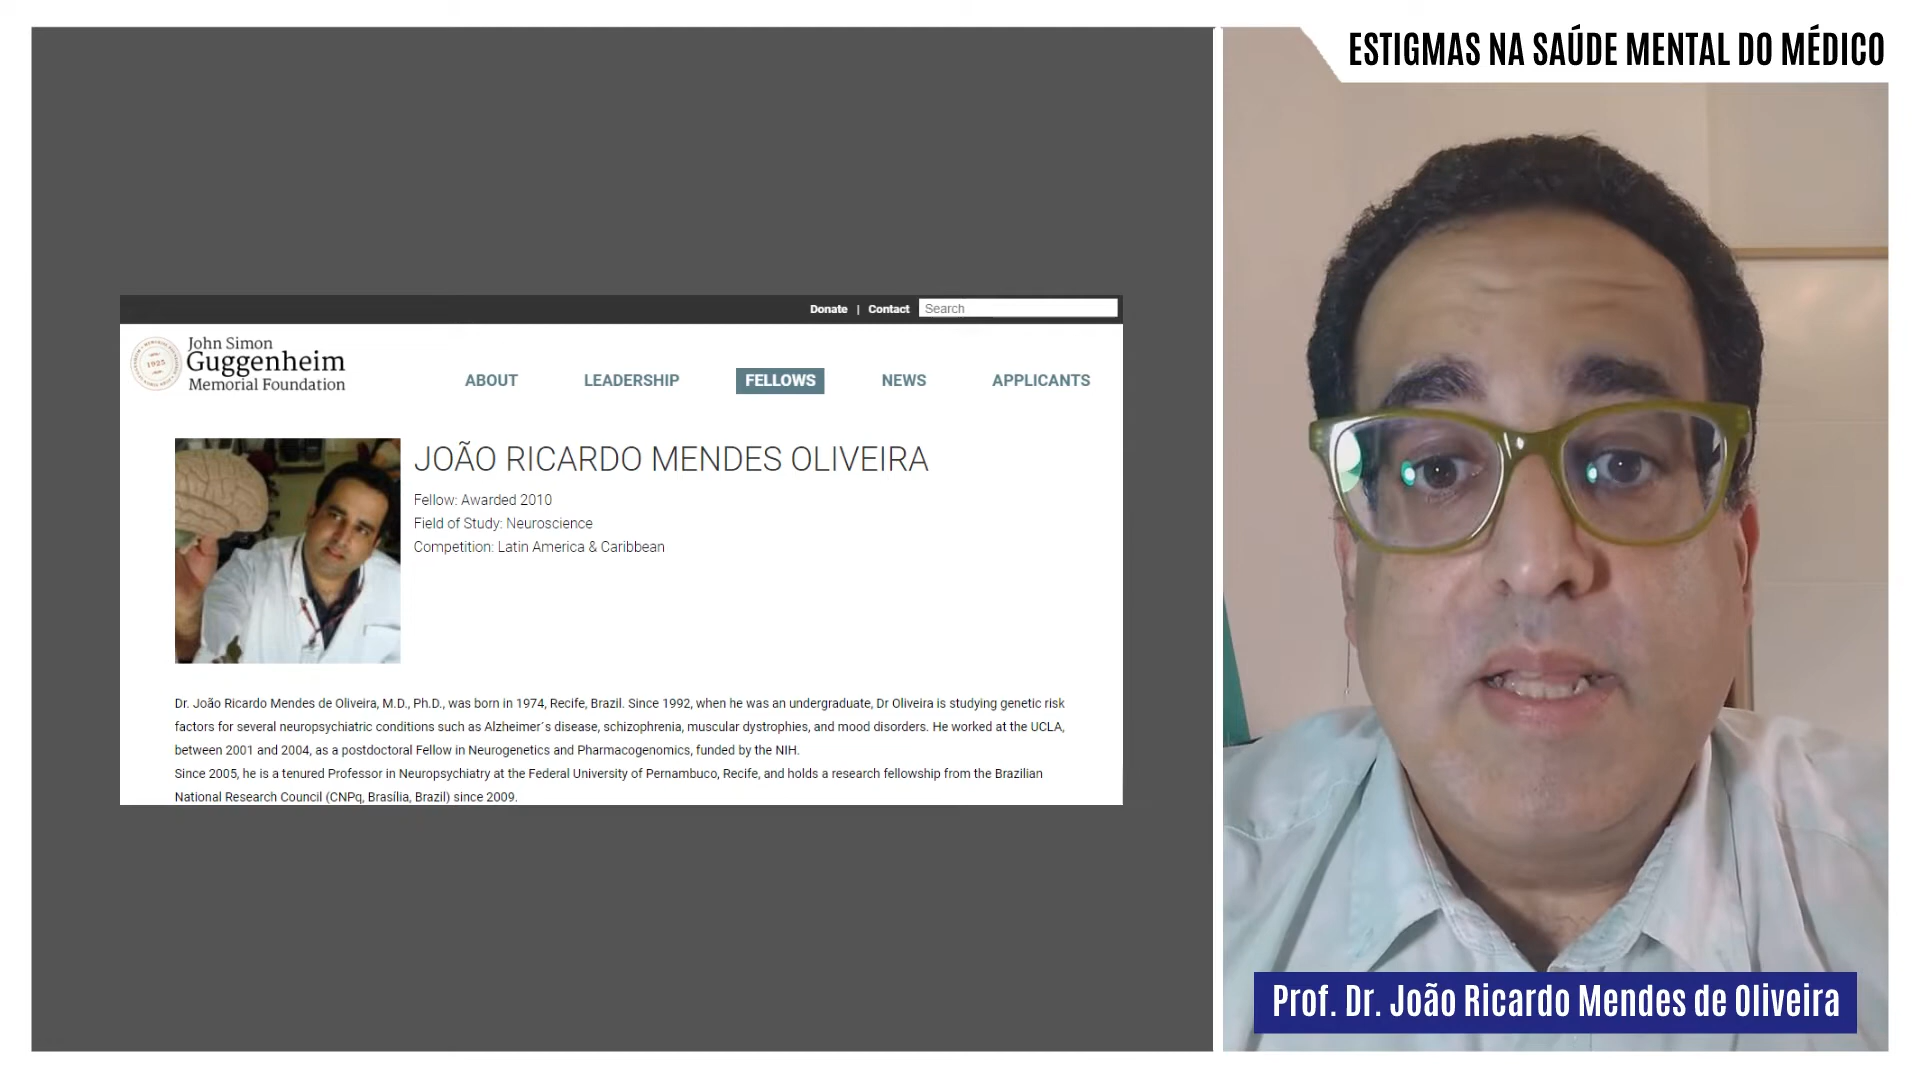 ESTIGMAS NA SAÚDE MENTAL DO MÉDICO
Donate | Contact Search
John Simon
Guggenheim
Memorial Foundation
1925
ABOUT LEADERSHIP FELLOWS NEWS APPLICANTS
JOÃO RICARDO MENDES OLIVEIRA
Fellow: Awarded 2010
Field of Study: Neuroscience
Competition: Latin America & Caribbean
Dr. João Ricardo Mendes de Oliveira, M.D., Ph.D., was born in 1974, Recife, Brazil. Since 1992, when he was an undergraduate, Dr Oliveira is studying genetic risk
factors for several neuropsychiatric conditions such as Alzheimer´s disease, schizophrenia, muscular dystrophies, and mood disorders. He worked at the UCLA,
between 2001 and 2004, as a postdoctoral Fellow in Neurogenetics and Pharmacogenomics, funded by the NIH.
Since 2005, he is a tenured Professor in Neuropsychiatry at the Federal University of Pernambuco, Recife, and holds a research fellowship from the Brazilian
National Research Council (CNPq, Brasília, Brazil) since 2009.
Prof. Dr. João Ricardo Mendes de Oliveira